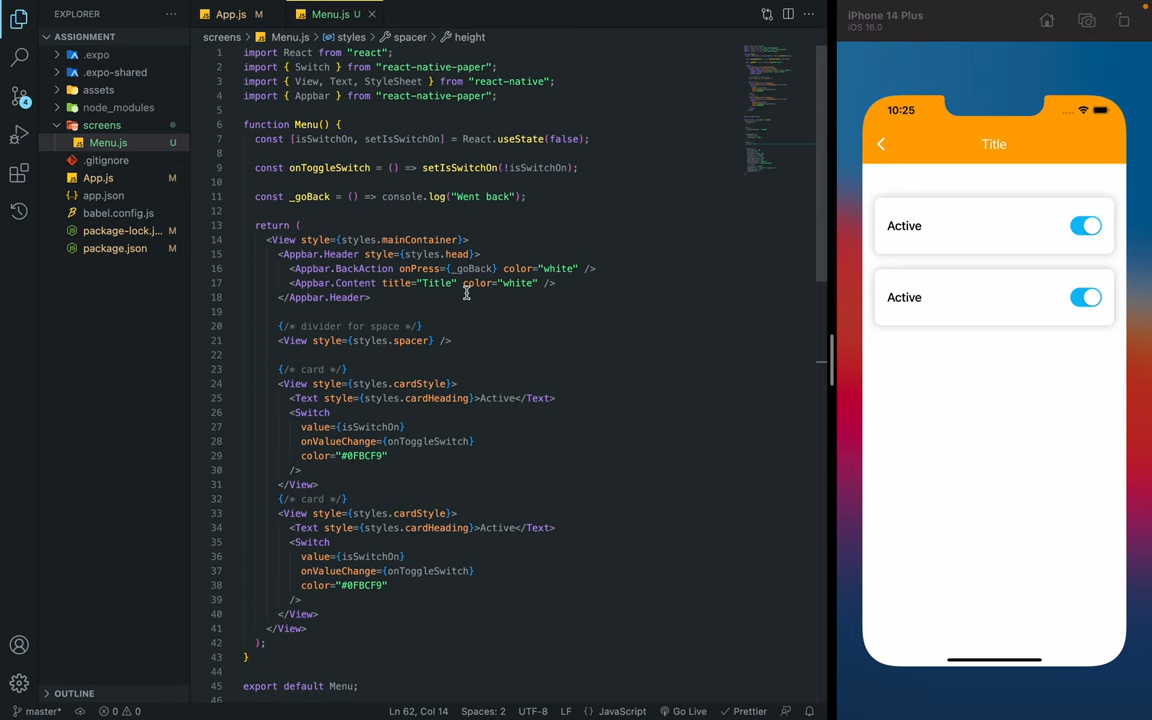 EXPLORER
ASSIGNMENT
.expo
.expo-shared
assets
node_modules
screens
Menu.js U
.gitignore
App.js M
app.json
babel.config.js
package-lock.j... M
package.json M
OUTLINE
App.js M
Menu.js U
screens > Menu.js > styles > spacer > height
1 import React from "react";
2 import { Switch } from "react-native-paper";
3 import { View, Text, StyleSheet } from "react-native";
4 import { Appbar } from "react-native-paper";
5
6 function Menu() {
7 const [isSwitchOn, setIsSwitchOn] = React.useState(false);
8
9 const onToggleSwitch = () => setIsSwitchOn(!isSwitchOn);
10
11 const _goBack = () => console.log("Went back");
12
13 return (
14 <View style={styles.mainContainer}>
15 <Appbar.Header style={styles.head}>
16 <Appbar.BackAction onPress={_goBack} color="white" />
17 <Appbar.Content title="Title" color="white" />
18 </Appbar.Header>
19
20 {/* divider for space */}
21 <View style={styles.spacer} />
22
23 {/* card */}
24 <View style={styles.cardStyle}>
25 <Text style={styles.cardHeading}>Active</Text>
26 <Switch
27 value={isSwitchOn}
28 onValueChange={onToggleSwitch}
29 color="#0FBCF9"
30 />
31 </View>
32 {/* card */}
33 <View style={styles.cardStyle}>
34 <Text style={styles.cardHeading}>Active</Text>
35 <Switch
36 value={isSwitchOn}
37 onValueChange={onToggleSwitch}
38 color="#0FBCF9"
39 />
40 </View>
41 </View>
42 );
43 }
44
45 export default Menu;
46
4
master*
0 0
Ln 62, Col 14
Spaces: 2
UTF-8
LF
{ } JavaScript
Go Live
Prettier
iPhone 14 Plus
iOS 16.0
10:25
Title
Active
Active